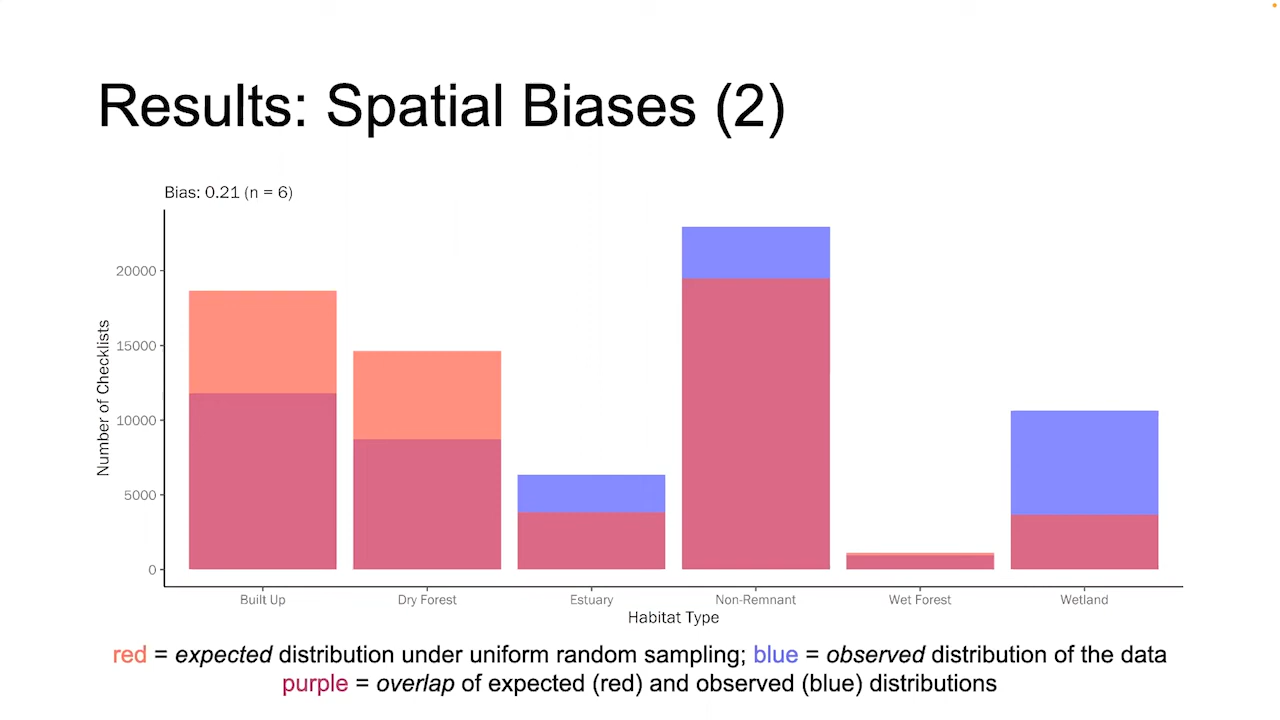 Results: Spatial Biases (2)
Bias: 0.21 (n = 6)
Number of Checklists
20000
15000
10000
5000
0
Built Up
Dry Forest
Estuary
Non-Remnant
Wet Forest
Wetland
Habitat Type
red = expected distribution under uniform random sampling; blue = observed distribution of the data
purple = overlap of expected (red) and observed (blue) distributions